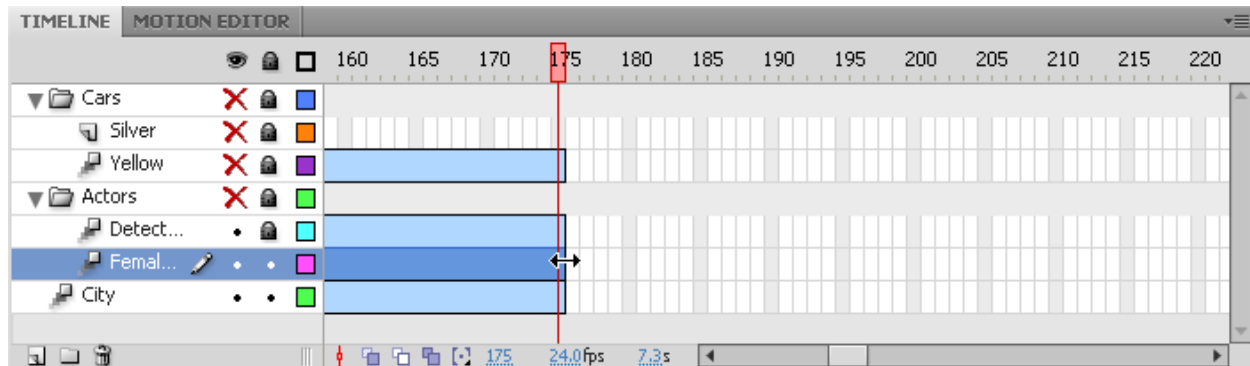 TIMELINE MOTION EDITOR
160 165 170 175 180 185 190 195 200 205 210 215 220
Cars
Silver
Yellow
Actors
Detect...
Femal...
City
175 24.0fps 7.3s